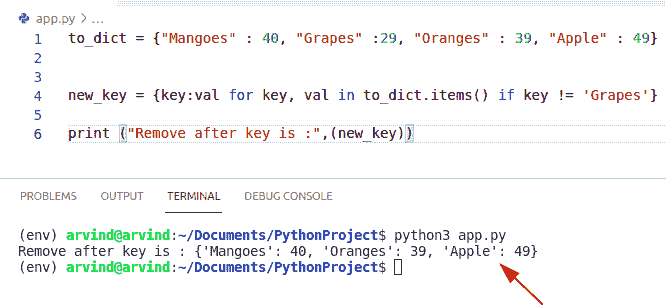 app.py > ...
1 to_dict = {"Mangoes" : 40, "Grapes" :29, "Oranges" : 39, "Apple" : 49}
2
3
4 new_key = {key:val for key, val in to_dict.items() if key != 'Grapes'}
5
6 print ("Remove after key is :",(new_key))
PROBLEMS OUTPUT TERMINAL DEBUG CONSOLE
(env) arvind@arvind:~/Documents/PythonProject$ python3 app.py
Remove after key is : {'Mangoes': 40, 'Oranges': 39, 'Apple': 49}
(env) arvind@arvind:~/Documents/PythonProject$